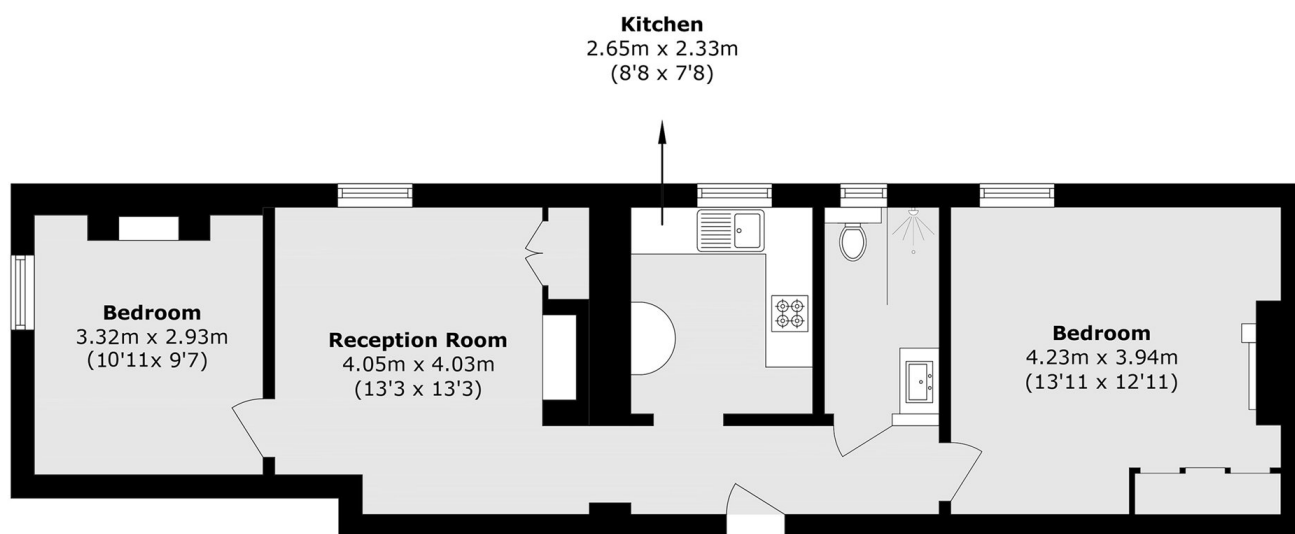 Kitchen
2.65m x 2.33m
(8'8 x 7'8)
Bedroom
3.32m x 2.93m
(10'11x 9'7)
Reception Room
4.05m x 4.03m
(13'3 x 13'3)
Bedroom
4.23m x 3.94m
(13'11 x 12'11)